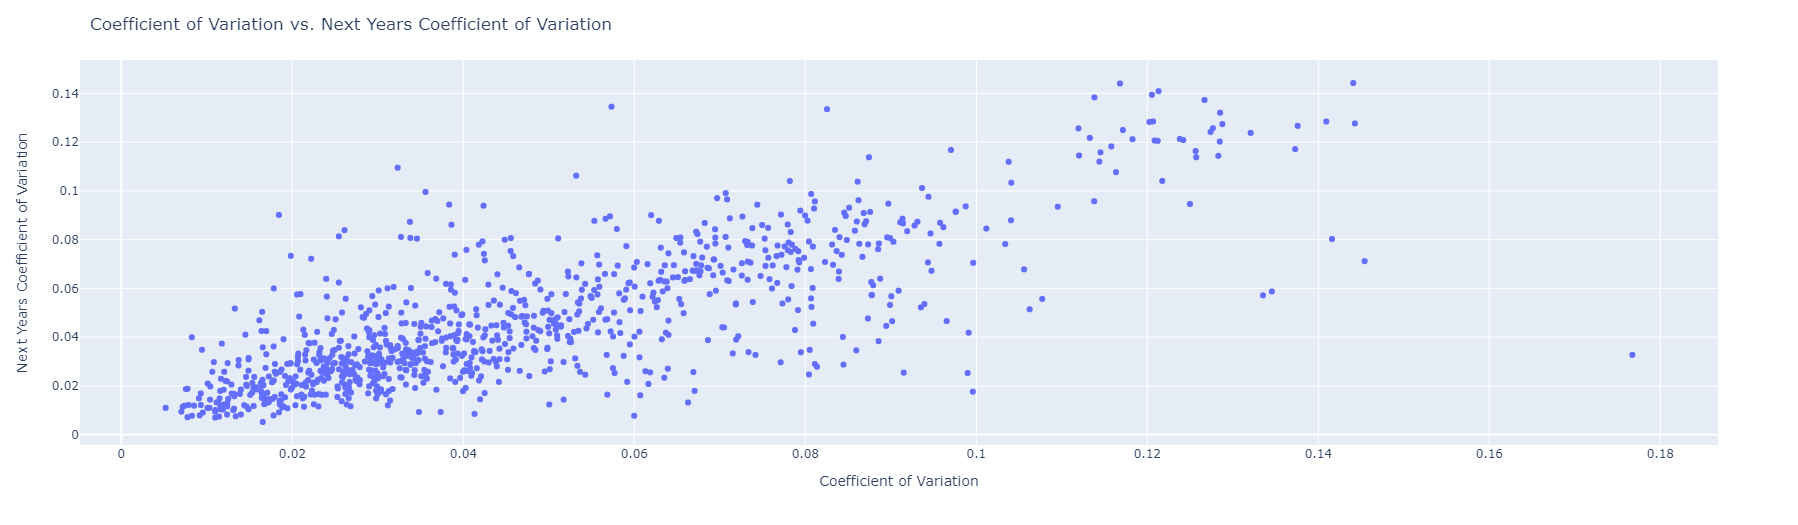 Coefficient of Variation vs. Next Years Coefficient of Variation
Next Years Coefficient of Variation
0.14
0.12
0.1
0.08
0.06
0.04
0.02
0
0 0.02 0.04 0.06 0.08 0.1 0.12 0.14 0.16 0.18
Coefficient of Variation